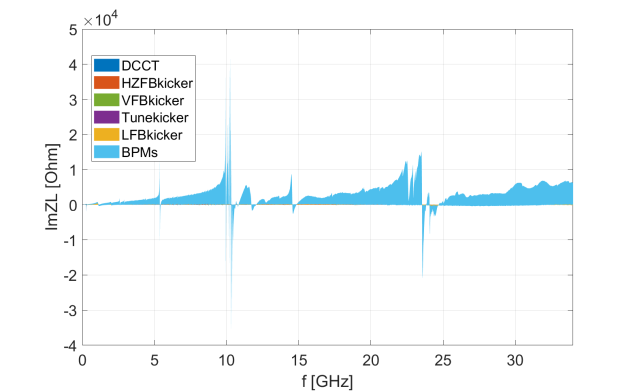 ×10⁴
5
4
3
2
1
0
-1
-2
-3
-4
ImZL [Ohm]
DCCT
HZFBkicker
VFBkicker
Tunekicker
LFBkicker
BPMs
0 5 10 15 20 25 30
f [GHz]